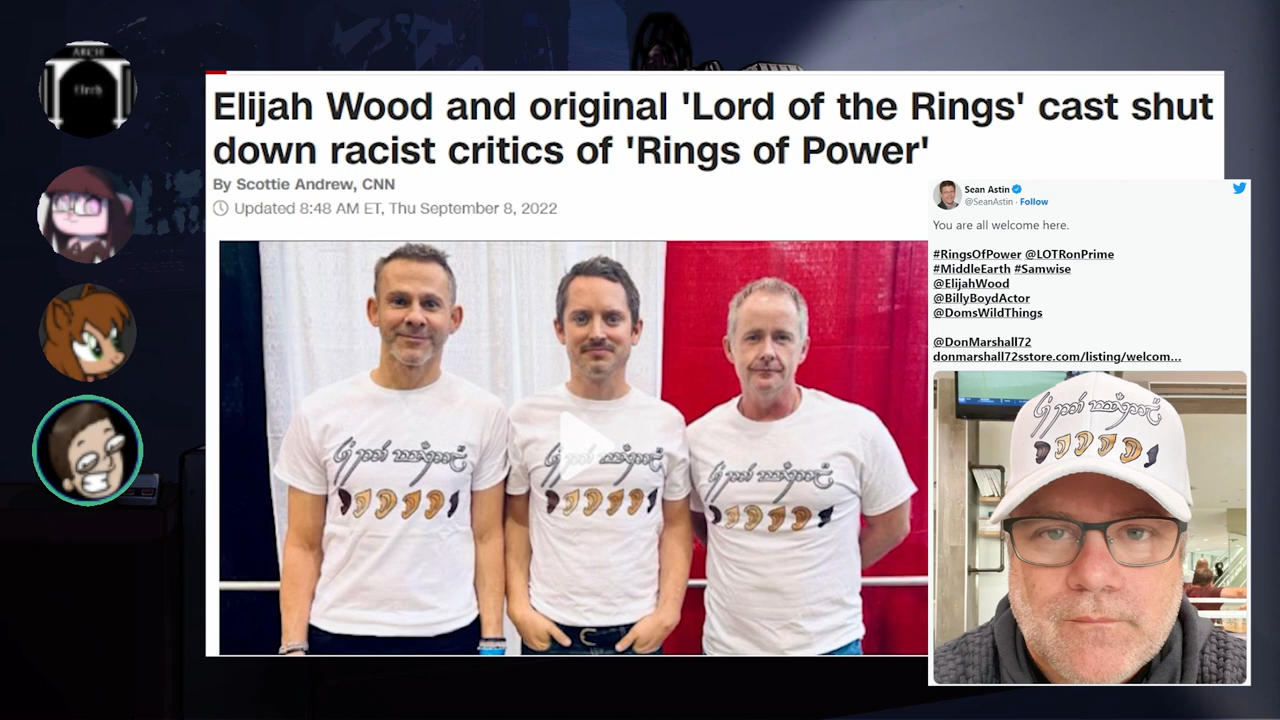 ARCH
Elijah Wood and original 'Lord of the Rings' cast shut
down racist critics of 'Rings of Power'
By Scottie Andrew, CNN
Updated 8:48 AM ET, Thu September 8, 2022
Sean Astin
@SeanAstin · Follow
You are all welcome here.
#RingsOfPower @LOTRonPrime
#MiddleEarth #Samwise
@ElijahWood
@BillyBoydActor
@DomsWildThings
@DonMarshall72
donmarshall72sstore.com/listing/welcom...